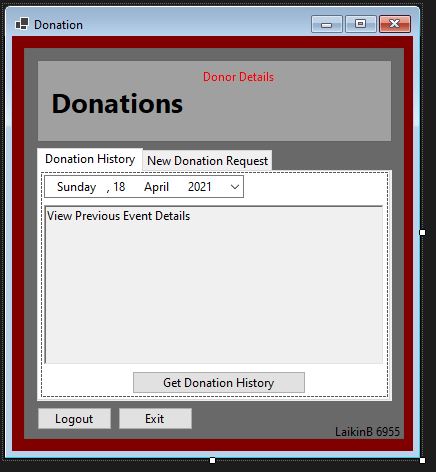 Donation
Donor Details
Donations
Donation History
New Donation Request
Sunday , 18 April 2021
View Previous Event Details
Get Donation History
Logout
Exit
LaikinB 6955